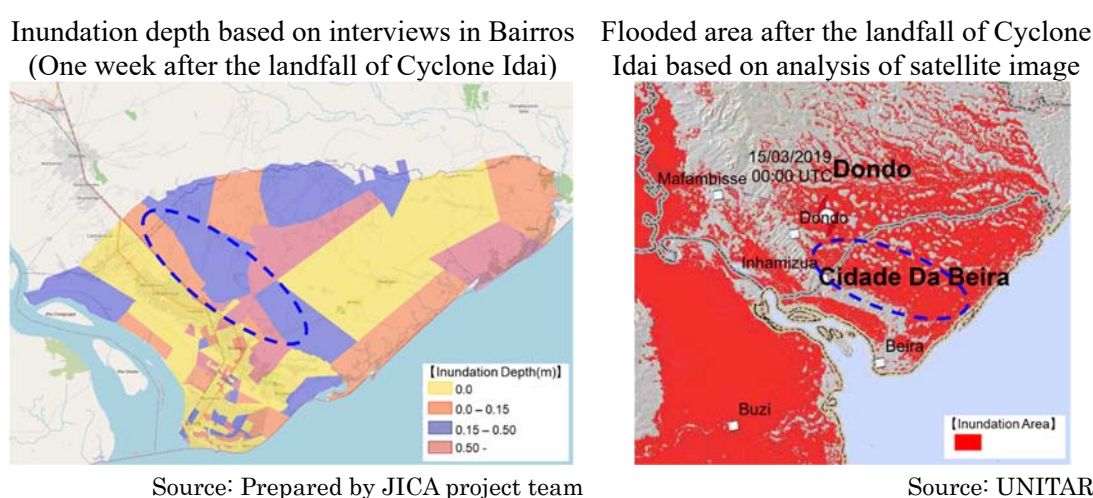 Inundation depth based on interviews in Bairros
(One week after the landfall of Cyclone Idai)
【Inundation Depth(m)】
0.0
0.0 – 0.15
0.15 – 0.50
0.50 -
Source: Prepared by JICA project team
Flooded area after the landfall of Cyclone
Idai based on analysis of satellite image
15/03/2019
00:00 UTC
Dondo
Mafambisse
Dondo
Inhamizua
Cidade Da Beira
Beira
Buzi
【Inundation Area】
Source: UNITAR